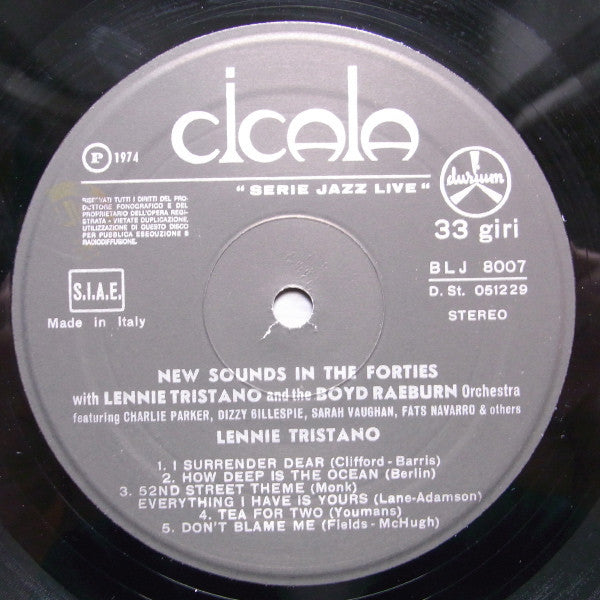 cicala
"SERIE JAZZ LIVE"
P 1974
RISERVATI TUTTI I DIRITTI DEL PRO-
DUTTORE FONOGRAFICO E DEL
PROPRIETARIO DELL'OPERA REGI-
STRATA - VIETATE DUPLICAZIONE,
UTILIZZAZIONE DI QUESTO DISCO
PER PUBBLICA ESECUZIONE E
RADIODIFFUSIONE.
durium
33 giri
BLJ 8007
D. St. 051229
STEREO
S.I.A.E.
Made in Italy
NEW SOUNDS IN THE FORTIES
with LENNIE TRISTANO and the BOYD RAEBURN Orchestra
featuring CHARLIE PARKER, DIZZY GILLESPIE, SARAH VAUGHAN, FATS NAVARRO & others
LENNIE TRISTANO
1. I SURRENDER DEAR (Clifford - Barris)
2. HOW DEEP IS THE OCEAN (Berlin)
3. 52ND STREET THEME (Monk)
EVERYTHING I HAVE IS YOURS (Lane-Adamson)
4. TEA FOR TWO (Youmans)
5. DON'T BLAME ME (Fields - McHugh)